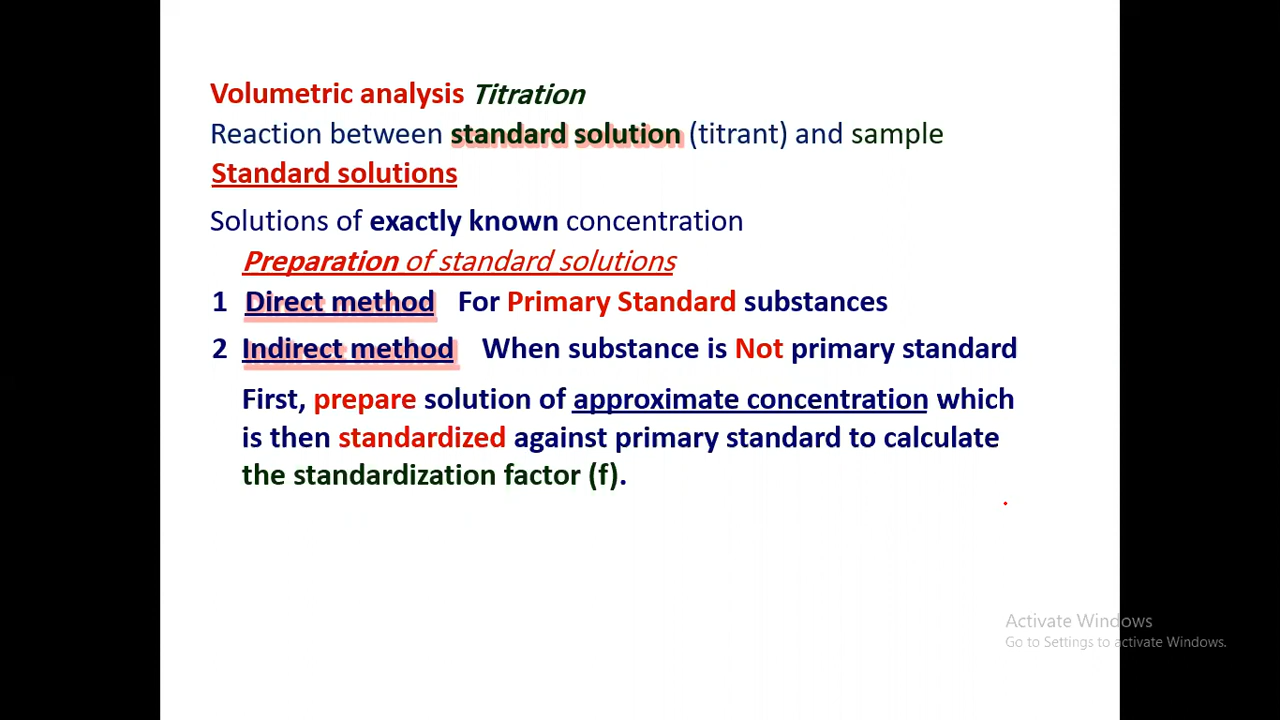 Volumetric analysis Titration
Reaction between standard solution (titrant) and sample
Standard solutions
Solutions of exactly known concentration
Preparation of standard solutions
1 Direct method For Primary Standard substances
2 Indirect method When substance is Not primary standard
First, prepare solution of approximate concentration which
is then standardized against primary standard to calculate
the standardization factor (f).
Activate Windows
Go to Settings to activate Windows.